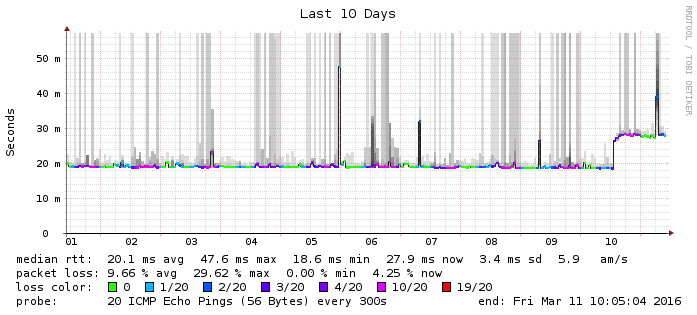 Last 10 Days
RRDTOOL / TOBI OETIKER
Seconds
50 m
40 m
30 m
20 m
10 m
0
01 02 03 04 05 06 07 08 09 10
median rtt: 20.1 ms avg 47.6 ms max 18.6 ms min 27.9 ms now 3.4 ms sd 5.9 am/s
packet loss: 9.66 % avg 29.62 % max 0.00 % min 4.25 % now
loss color: 0 1/20 2/20 3/20 4/20 10/20 19/20
probe: 20 ICMP Echo Pings (56 Bytes) every 300s end: Fri Mar 11 10:05:04 2016